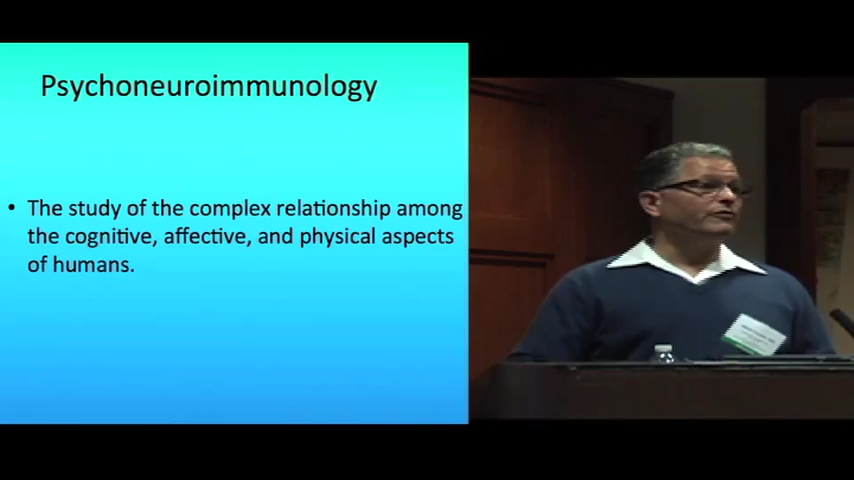 Psychoneuroimmunology
• The study of the complex relationship among
the cognitive, affective, and physical aspects
of humans.